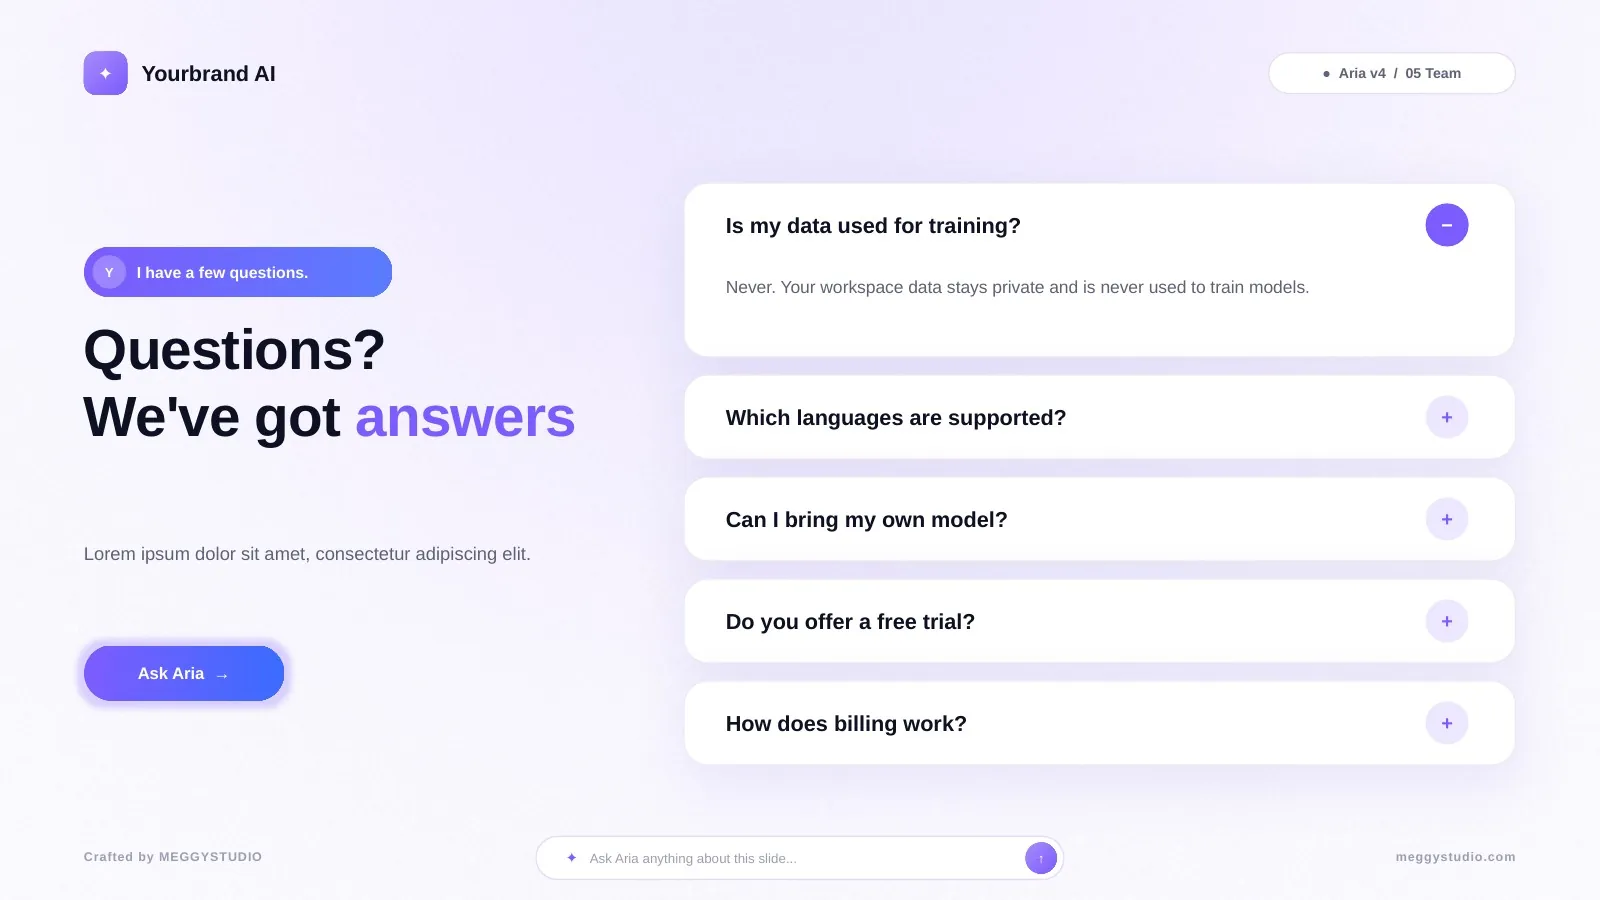 Yourbrand AI
● Aria v4 / 05 Team
Y I have a few questions.
Questions?
We've got answers
Lorem ipsum dolor sit amet, consectetur adipiscing elit.
Ask Aria →
Is my data used for training?
Never. Your workspace data stays private and is never used to train models.
Which languages are supported?
Can I bring my own model?
Do you offer a free trial?
How does billing work?
Crafted by MEGGYSTUDIO
Ask Aria anything about this slide...
meggystudio.com